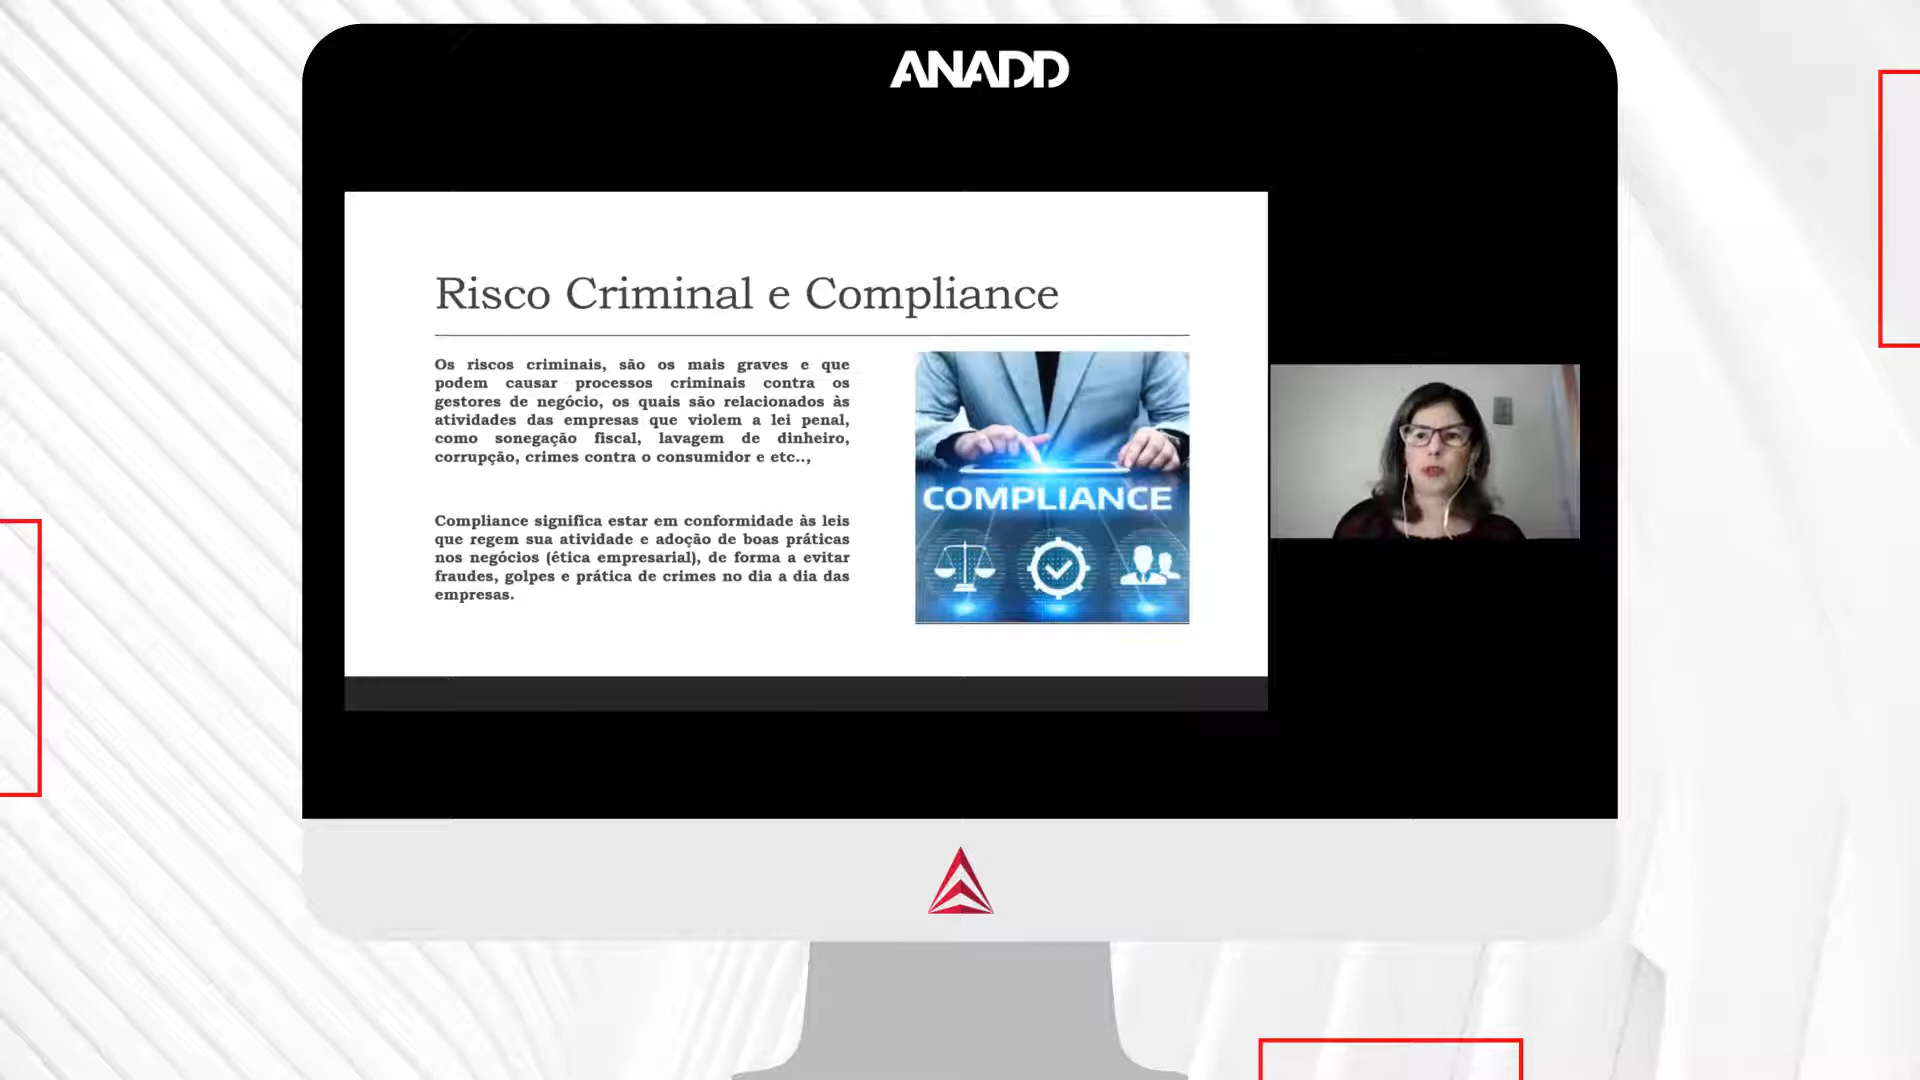 ANADD
Risco Criminal e Compliance
Os riscos criminais, são os mais graves e que
podem causar processos criminais contra os
gestores de negócio, os quais são relacionados às
atividades das empresas que violem a lei penal,
como sonegação fiscal, lavagem de dinheiro,
corrupção, crimes contra o consumidor e etc..,
Compliance significa estar em conformidade às leis
que regem sua atividade e adoção de boas práticas
nos negócios (ética empresarial), de forma a evitar
fraudes, golpes e prática de crimes no dia a dia das
empresas.
COMPLIANCE